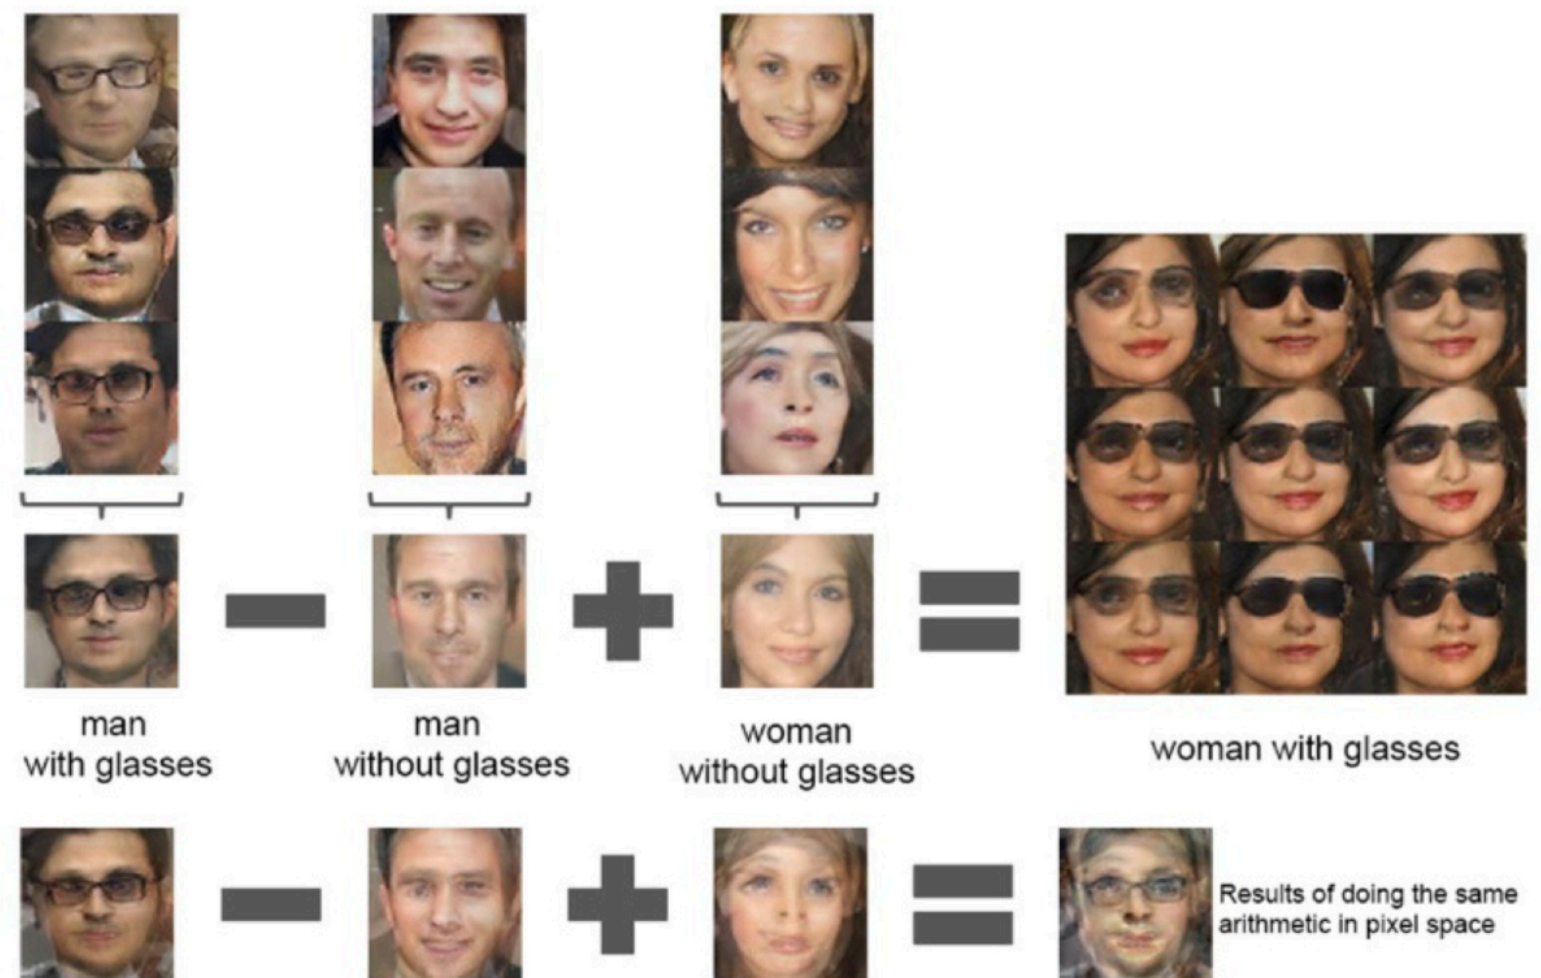 man
with glasses
man
without glasses
woman
without glasses
woman with glasses
Results of doing the same
arithmetic in pixel space